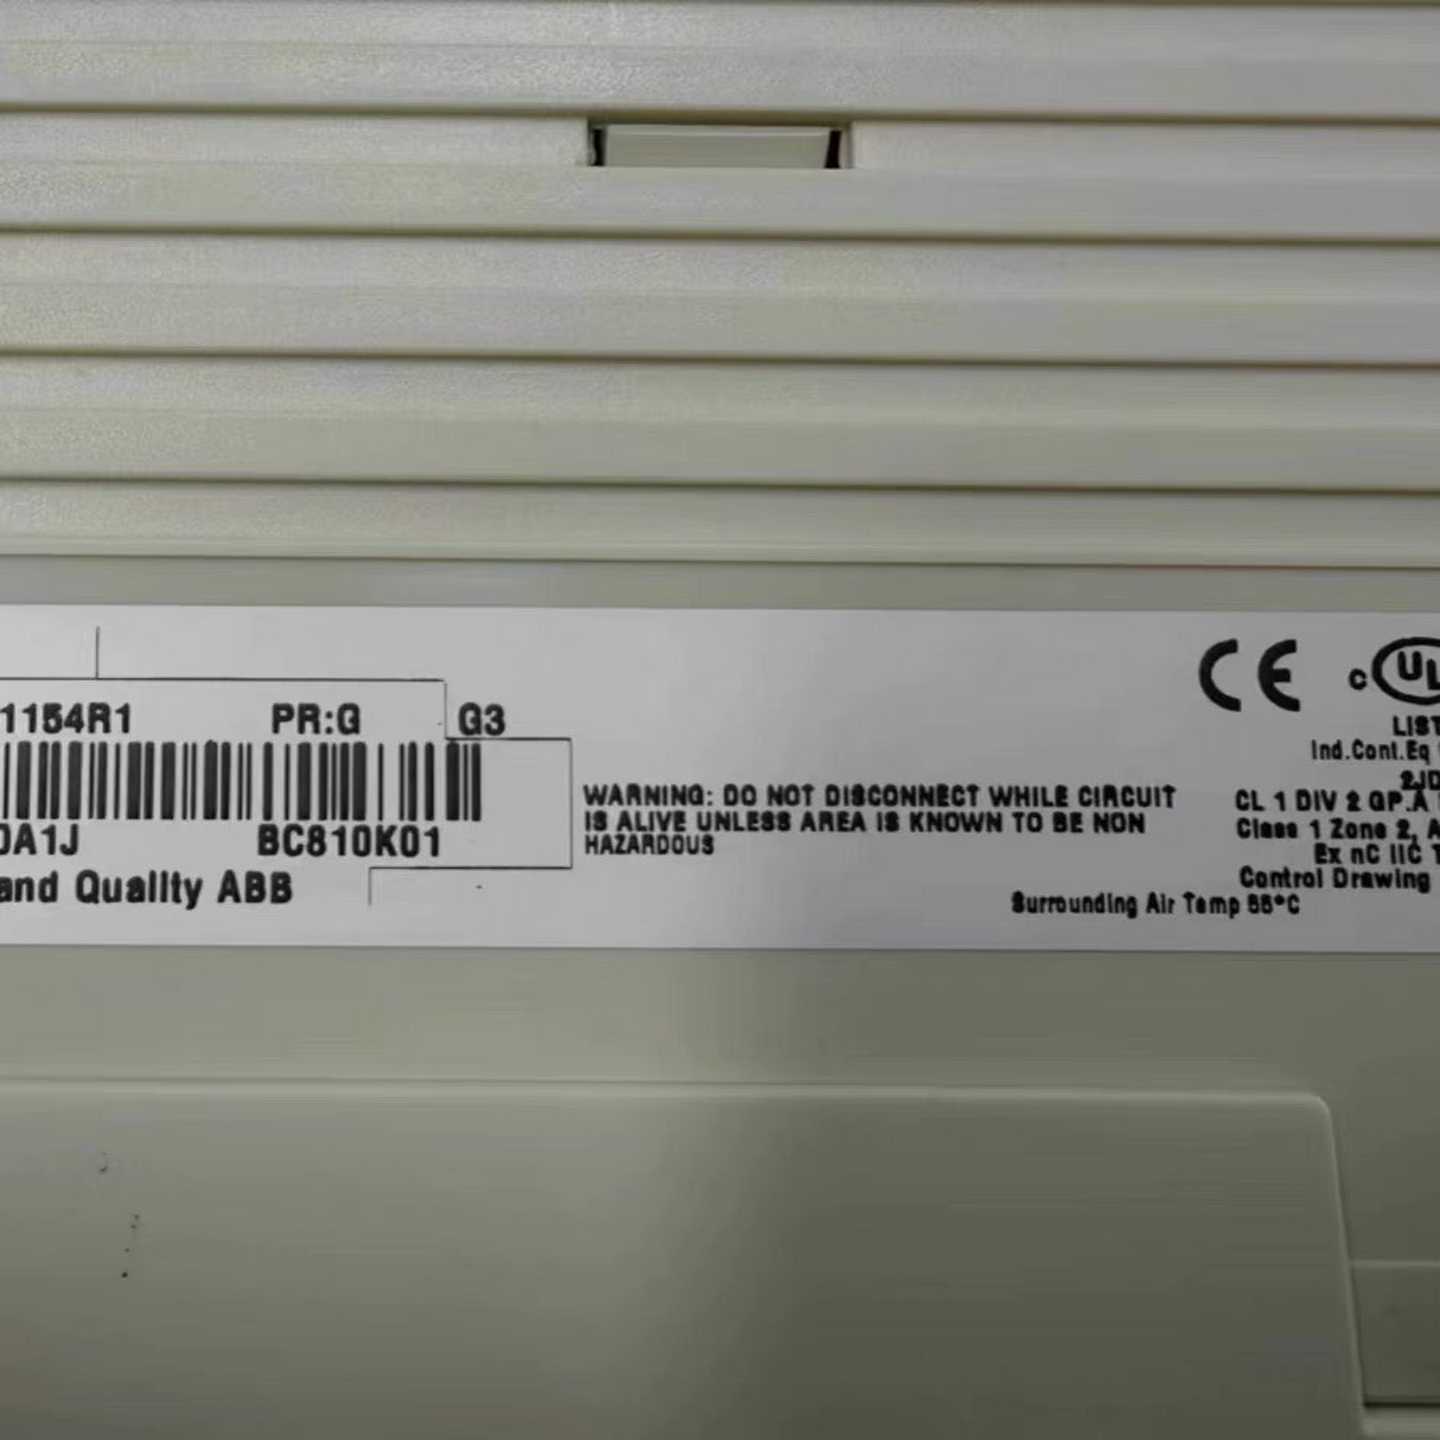 1154R1 PR:G G3
0A1J BC810K01
and Quality ABB
WARNING: DO NOT DISCONNECT WHILE CIRCUIT
IS ALIVE UNLESS AREA IS KNOWN TO BE NON
HAZARDOUS
CE
c UL
LIST
Ind.Cont.Eq
2JD
CL 1 DIV 2 GP.A
Class 1 Zone 2, A
Ex nC IIC T
Control Drawing
Surrounding Air Temp 55°C